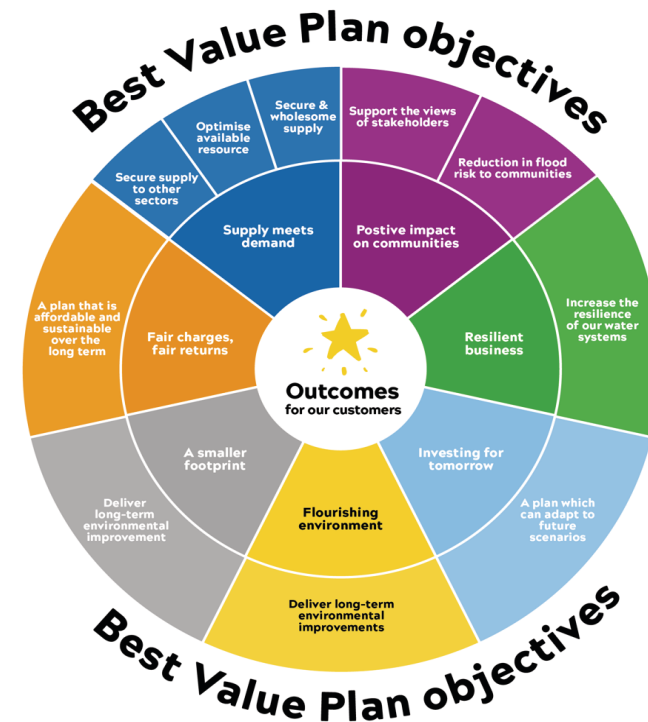 Best Value Plan objectives
Secure &
wholesome
supply
Support the views
of stakeholders
Optimise
available
resource
Reduction in flood
risk to communities
Secure supply
to other
sectors
Supply meets
demand
Postive impact
on communities
A plan that is
affordable and
sustainable
over the
long term
Fair charges,
fair returns
Resilient
business
Increase the
resilience
of our water
systems
Outcomes
for our customers
A smaller
footprint
Investing for
tomorrow
Deliver
long-term
environmental
improvement
Flourishing
environment
A plan which
can adapt to
future
scenarios
Deliver long-term
environmental
improvements
Best Value Plan objectives